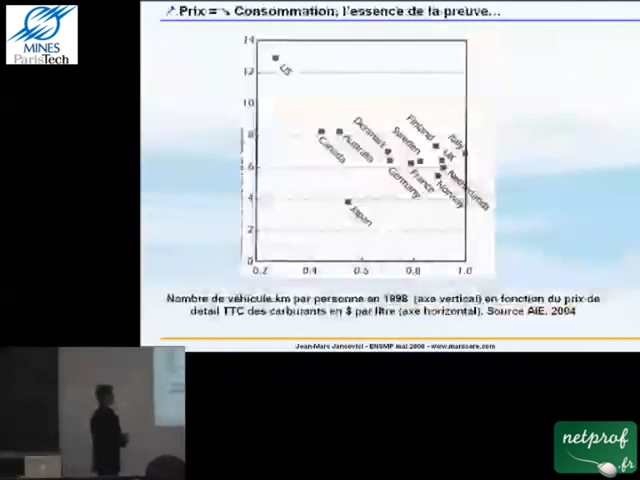 ↗ Prix = ↘ Consommation, l'essence de la preuve...
MINES
ParisTech
14
12
10
8
6
4
2
0
0.2 0.4 0.6 0.8 1.0
US
Canada
Australia
Japan
Denmark
Germany
Sweden
France
Finland
UK
Norway
Netherlands
Italy
Nombre de véhicule.km par personne en 1998 (axe vertical) en fonction du prix de
détail TTC des carburants en $ par litre (axe horizontal). Source AIE, 2004
Jean-Marc Jancovici - ENSMP mai 2008 - www.manicore.com
netprof
.fr